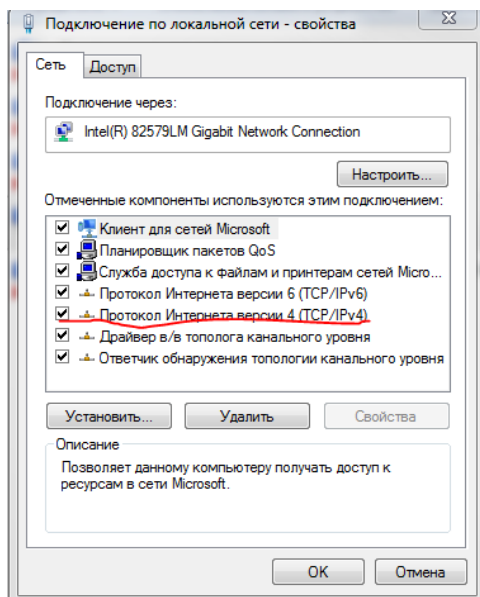 Подключение по локальной сети - свойства
Сеть Доступ
Подключение через:
Intel(R) 82579LM Gigabit Network Connection
Настроить...
Отмеченные компоненты используются этим подключением:
Клиент для сетей Microsoft
Планировщик пакетов QoS
Служба доступа к файлам и принтерам сетей Micro...
Протокол Интернета версии 6 (TCP/IPv6)
Протокол Интернета версии 4 (TCP/IPv4)
Драйвер в/в тополога канального уровня
Ответчик обнаружения топологии канального уровня
Установить... Удалить Свойства
Описание
Позволяет данному компьютеру получать доступ к
ресурсам в сети Microsoft.
OK Отмена